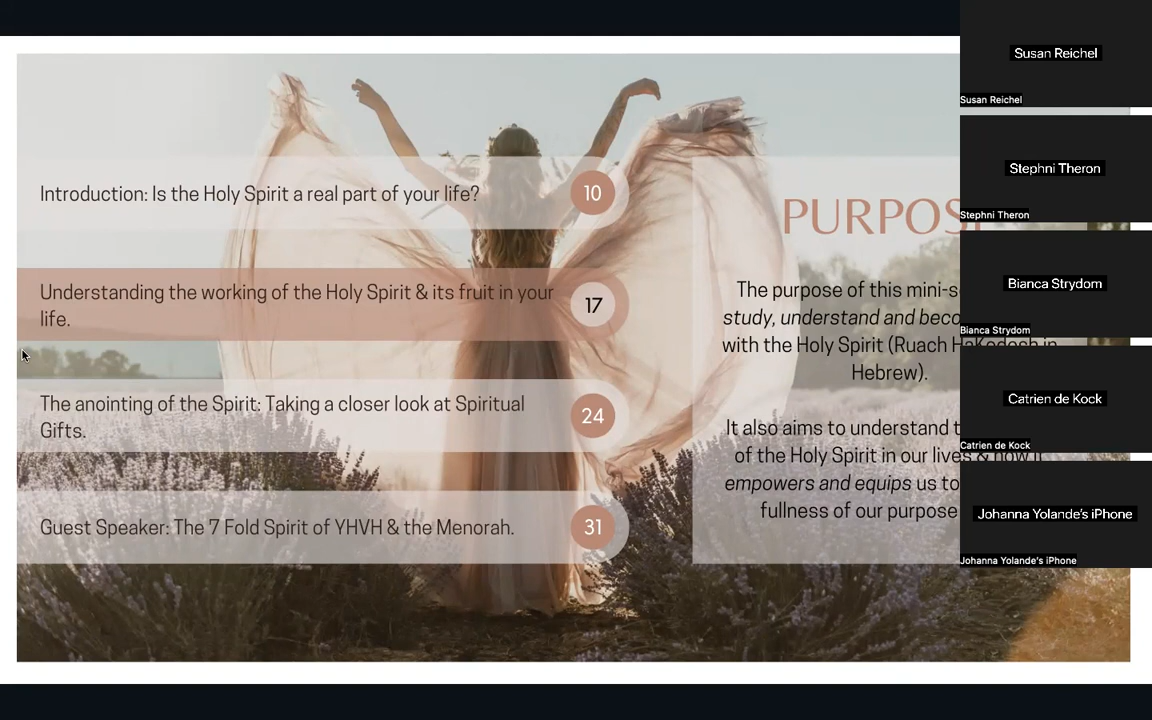 Introduction: Is the Holy Spirit a real part of your life?
10
Understanding the working of the Holy Spirit & its fruit in your
life.
17
The anointing of the Spirit: Taking a closer look at Spiritual
Gifts.
24
Guest Speaker: The 7 Fold Spirit of YHVH & the Menorah.
31
PURPOS
The purpose of this mini-s
study, understand and beco
with the Holy Spirit (Ruach HaKodesh in
Hebrew).
It also aims to understand t
of the Holy Spirit in our lives & how it
empowers and equips us to
fullness of our purpose
Susan Reichel
Susan Reichel
Stephni Theron
Stephni Theron
Bianca Strydom
Bianca Strydom
Catrien de Kock
Catrien de Kock
Johanna Yolande's iPhone
Johanna Yolande's iPhone